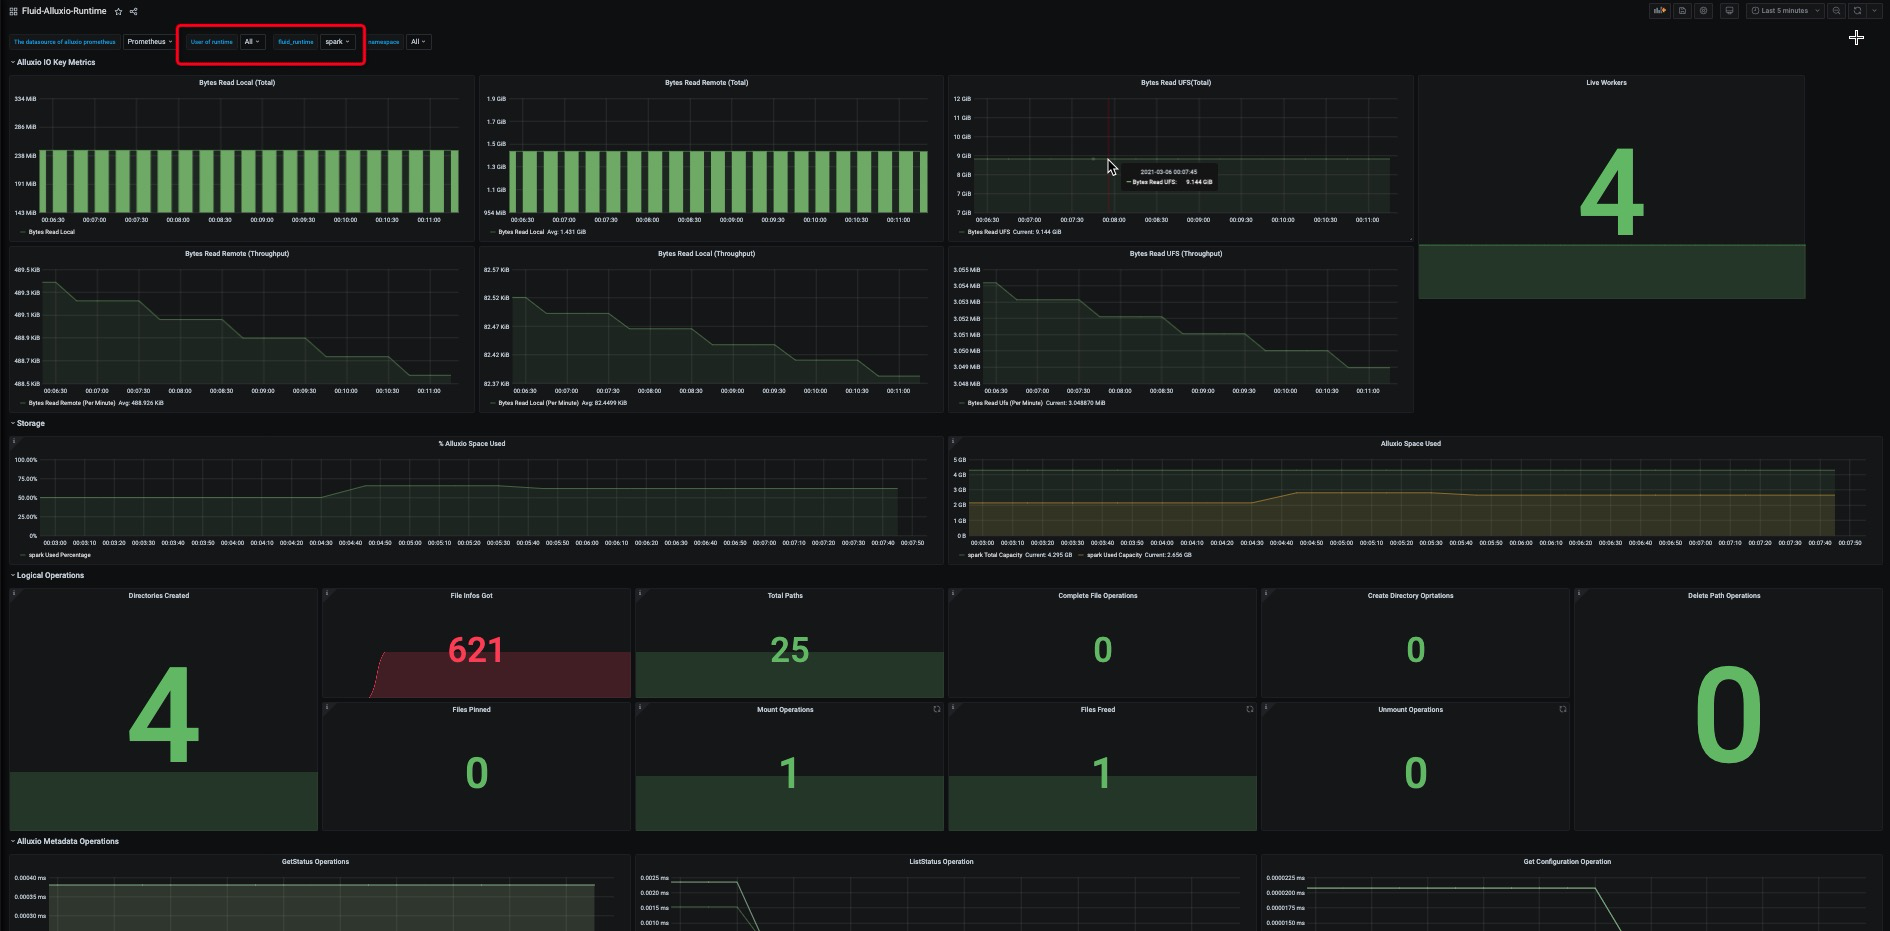 Fluid-Alluxio-Runtime
Last 5 minutes
The datasource of alluxio prometheus Prometheus User of runtime All fluid_runtime spark namespace All
Alluxio IO Key Metrics
Bytes Read Local (Total)
334 MiB
286 MiB
238 MiB
191 MiB
143 MiB
00:06:30 00:07:00 00:07:30 00:08:00 00:08:30 00:09:00 00:09:30 00:10:00 00:10:30 00:11:00
Bytes Read Local
Bytes Read Remote (Total)
1.9 GiB
1.7 GiB
1.5 GiB
1.3 GiB
1.1 GiB
954 MiB
00:06:30 00:07:00 00:07:30 00:08:00 00:08:30 00:09:00 00:09:30 00:10:00 00:10:30 00:11:00
Bytes Read Local Avg: 1.431 GiB
Bytes Read UFS(Total)
12 GiB
11 GiB
10 GiB
9 GiB
8 GiB
7 GiB
7 GiB
2021-03-06 00:07:45
Bytes Read UFS: 9.144 GiB
00:06:30 00:07:00 00:07:30 00:08:00 00:08:30 00:09:00 00:09:30 00:10:00 00:10:30 00:11:00
Bytes Read UFS Current: 9.144 GiB
Live Workers
4
Bytes Read Remote (Throughput)
489.5 KiB
489.3 KiB
489.1 KiB
488.9 KiB
488.7 KiB
488.5 KiB
00:06:30 00:07:00 00:07:30 00:08:00 00:08:30 00:09:00 00:09:30 00:10:00 00:10:30 00:11:00
Bytes Read Remote (Per Minute) Avg: 488.926 KiB
Bytes Read Local (Throughput)
82.57 KiB
82.52 KiB
82.47 KiB
82.42 KiB
82.37 KiB
00:06:30 00:07:00 00:07:30 00:08:00 00:08:30 00:09:00 00:09:30 00:10:00 00:10:30 00:11:00
Bytes Read Local (Per Minute) Avg: 82.4499 KiB
Bytes Read UFS (Throughput)
3.055 MiB
3.054 MiB
3.053 MiB
3.052 MiB
3.051 MiB
3.050 MiB
3.049 MiB
3.048 MiB
00:06:30 00:07:00 00:07:30 00:08:00 00:08:30 00:09:00 00:09:30 00:10:00 00:10:30 00:11:00
Bytes Read Ufs (Per Minute) Current: 3.048870 MiB
Storage
% Alluxio Space Used
100.00%
75.00%
50.00%
25.00%
0%
00:03:00 00:03:10 00:03:20 00:03:30 00:03:40 00:03:50 00:04:00 00:04:10 00:04:20 00:04:30 00:04:40 00:04:50 00:05:00 00:05:10 00:05:20 00:05:30 00:05:40 00:05:50 00:06:00 00:06:10 00:06:20 00:06:30 00:06:40 00:06:50 00:07:00 00:07:10 00:07:20 00:07:30 00:07:40 00:07:50
spark Used Percentage
Alluxio Space Used
5 GB
4 GB
3 GB
2 GB
1 GB
0 B
00:03:00 00:03:10 00:03:20 00:03:30 00:03:40 00:03:50 00:04:00 00:04:10 00:04:20 00:04:30 00:04:40 00:04:50 00:05:00 00:05:10 00:05:20 00:05:30 00:05:40 00:05:50 00:06:00 00:06:10 00:06:20 00:06:30 00:06:40 00:06:50 00:07:00 00:07:10 00:07:20 00:07:30 00:07:40 00:07:50
spark Total Capacity Current: 4.295 GB spark Used Capacity Current: 2.656 GB
Logical Operations
Directories Created
4
File Infos Got
621
Total Paths
25
Complete File Operations
0
Create Directory Oprtations
0
Delete Path Operations
0
Files Pinned
0
Mount Operations
1
Files Freed
1
Unmount Operations
0
Alluxio Metadata Operations
GetStatus Operations
0.00040 ms
0.00035 ms
0.00030 ms
ListStatus Operation
0.0025 ms
0.0020 ms
0.0015 ms
0.0010 ms
Get Configuration Operation
0.0000225 ms
0.0000200 ms
0.0000175 ms
0.0000150 ms